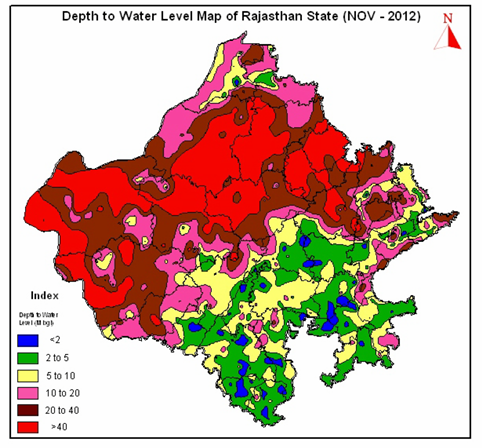 Depth to Water Level Map of Rajasthan State (NOV - 2012)
N
Index
Depth to Water
Level (M bgl)
<2
2 to 5
5 to 10
10 to 20
20 to 40
>40